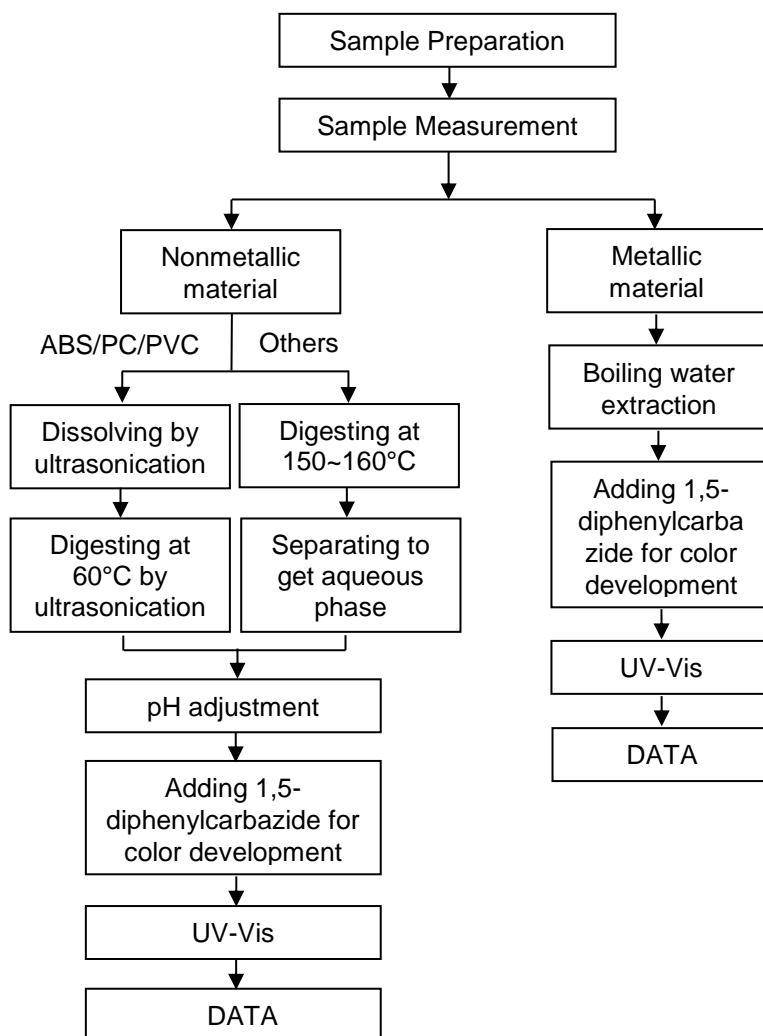 Sample Preparation
Sample Measurement
Nonmetallic
material
Metallic
material
ABS/PC/PVC
Others
Boiling water
extraction
Dissolving by
ultrasonication
Digesting at
150~160°C
Adding 1,5-
diphenylcarba
zide for color
development
Digesting at
60°C by
ultrasonication
Separating to
get aqueous
phase
UV-Vis
pH adjustment
DATA
Adding 1,5-
diphenylcarbazide for
color development
UV-Vis
DATA